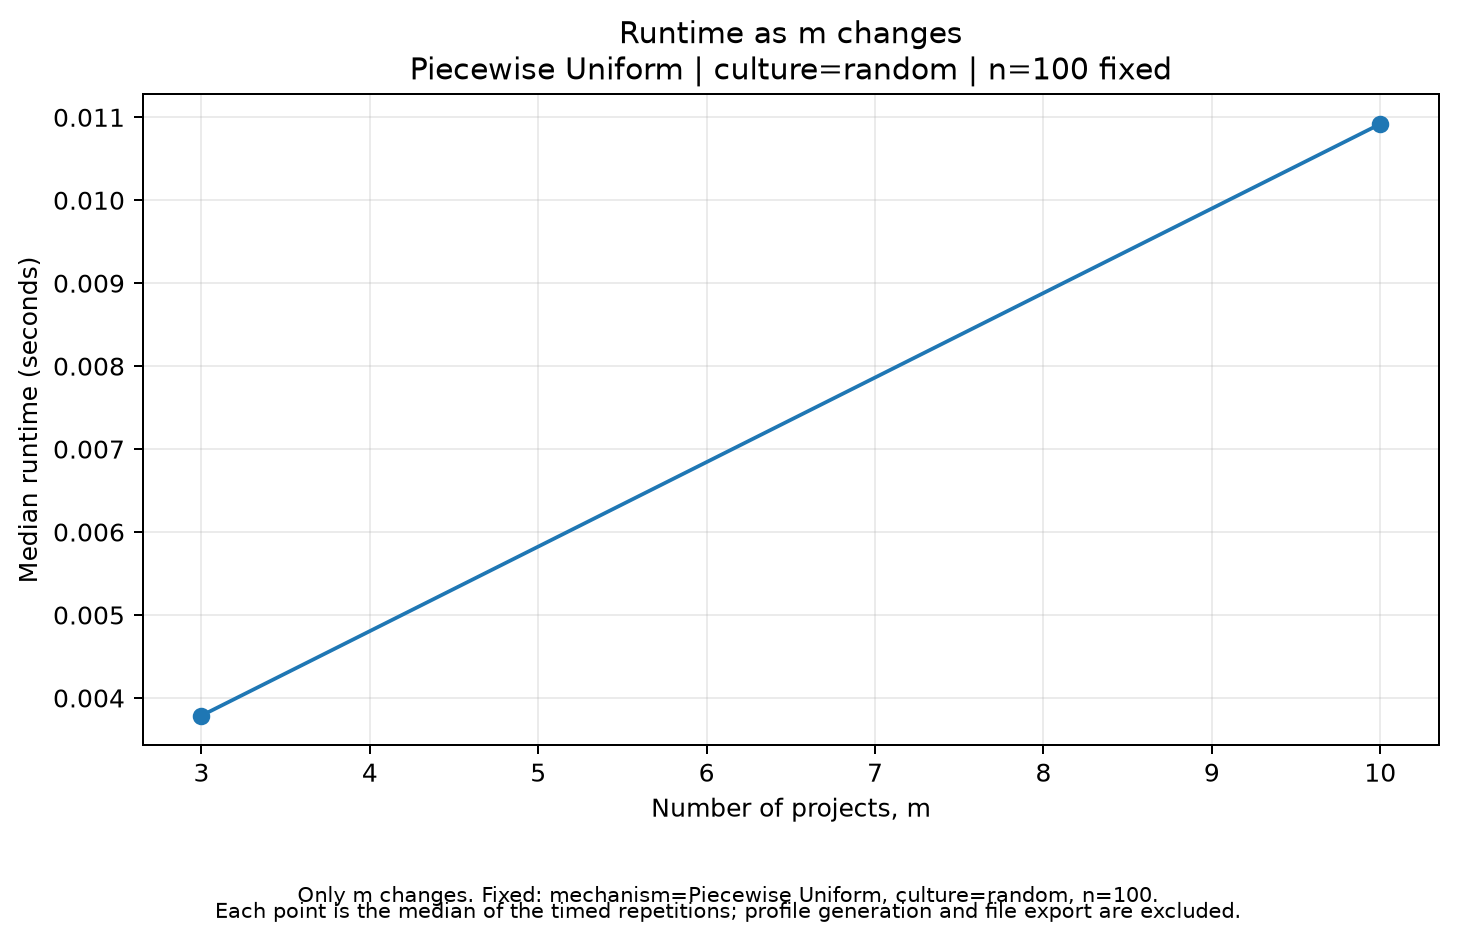 Runtime as m changes
Piecewise Uniform | culture=random | n=100 fixed
0.011
0.010
0.009
0.008
0.007
0.006
0.005
0.004
Median runtime (seconds)
3 4 5 6 7 8 9 10
Number of projects, m
Only m changes. Fixed: mechanism=Piecewise Uniform, culture=random, n=100.
Each point is the median of the timed repetitions; profile generation and file export are excluded.